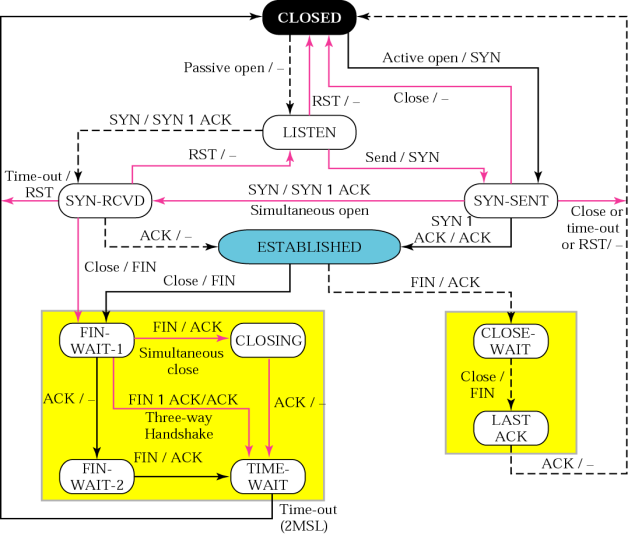 CLOSED
Passive open / –
Active open / SYN
RST / –
Close / –
SYN / SYN 1 ACK
LISTEN
RST / –
Send / SYN
Time-out /
RST
SYN-RCVD
SYN / SYN 1 ACK
Simultaneous open
SYN-SENT
Close or
time-out
or RST/ –
SYN 1
ACK / ACK
ACK / –
ESTABLISHED
Close / FIN
Close / FIN
FIN / ACK
FIN-
WAIT-1
FIN / ACK
Simultaneous
close
CLOSING
CLOSE-
WAIT
Close /
FIN
ACK / –
FIN 1 ACK/ACK
Three-way
Handshake
ACK / –
LAST
ACK
FIN-
WAIT-2
FIN / ACK
TIME-
WAIT
ACK / –
Time-out
(2MSL)